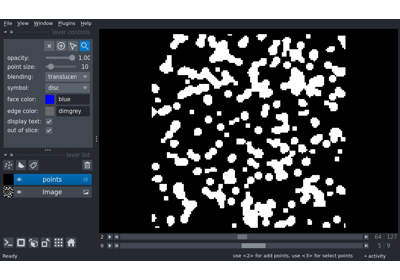 File View Window Plugins Help
layer controls
opacity: 1.00
point size: 10
blending: translucen
symbol: disc
face color: blue
edge color: dimgrey
display text:
out of slice:
layer list
points
Image
2 64 127
0 5 9
Ready use <2> for add points, use <3> for select points activity